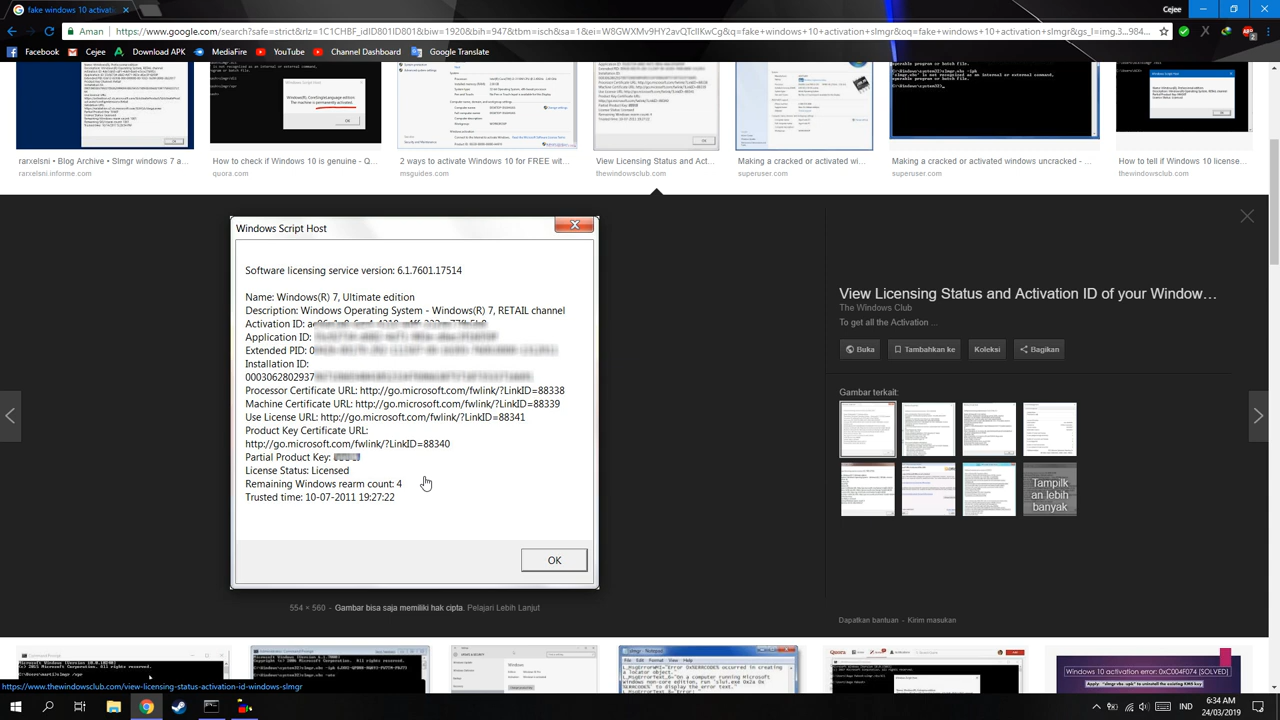 fake windows 10 activat
Cejee
Aman
https://www.google.com/search?safe=strict&rlz=1C1CHBF_idID801ID801&biw=1920&bih=947&tbm=isch&sa=1&ei=W8GWXMv9HY2avQTcilKwCg&q=fake+windows+10+activation+slmgr&oq=fake+windows+10+activation+slmgr&gs_l=img.3...984...
Facebook
Cejee
Download APK
MediaFire
YouTube
Channel Dashboard
Google Translate
rarxelsni • Blog Archive • Slmgr windows 7 a...
rarxelsni.informe.com
How to check if Windows 10 is genuine - Q...
quora.com
2 ways to activate Windows 10 for FREE wit...
msguides.com
View Licensing Status and Act...
thewindowsclub.com
Making a cracked or activated wi...
superuser.com
Making a cracked or activated windows uncracked - ...
superuser.com
How to tell if Windows 10 license...
thewindowsclub.com
Windows Script Host
Software licensing service version: 6.1.7601.17514
Name: Windows(R) 7, Ultimate edition
Description: Windows Operating System - Windows(R) 7, RETAIL channel
Activation ID:
Application ID:
Extended PID: 0
Installation ID:
0003062802937
Processor Certificate URL: http://go.microsoft.com/fwlink/?LinkID=88338
Machine Certificate URL: http://go.microsoft.com/fwlink/?LinkID=88339
Use License URL: http://go.microsoft.com/fwlink/?LinkID=88341
Product Key Certificate URL:
http://go.microsoft.com/fwlink/?LinkID=88340
Partial Product Key:
License Status: Licensed
Remaining Windows rearm count: 4
Trusted time: 10-07-2011 19:27:22
OK
554 × 560 - Gambar bisa saja memiliki hak cipta. Pelajari Lebih Lanjut
View Licensing Status and Activation ID of your Window...
The Windows Club
To get all the Activation ...
Buka
Tambahkan ke
Koleksi
Bagikan
Gambar terkait:
Tampilk
an lebih
banyak
Dapatkan bantuan - Kirim masukan
Windows 10 activation error: 0xC004F074 [SOLVED]
https://www.thewindowsclub.com/view-licensing-status-activation-id-windows-slmgr
IND
6:34 AM
24/03/2019